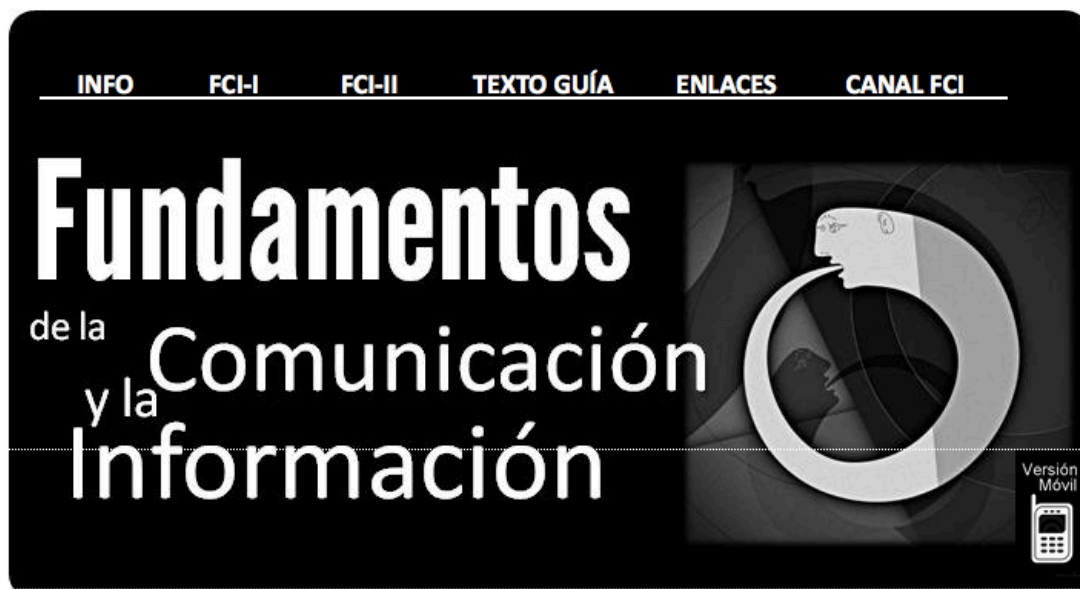 INFO FCI-I FCI-II TEXTO GUÍA ENLACES CANAL FCI
Fundamentos
de la
Comunicación
y la
Información
Versión
Móvil